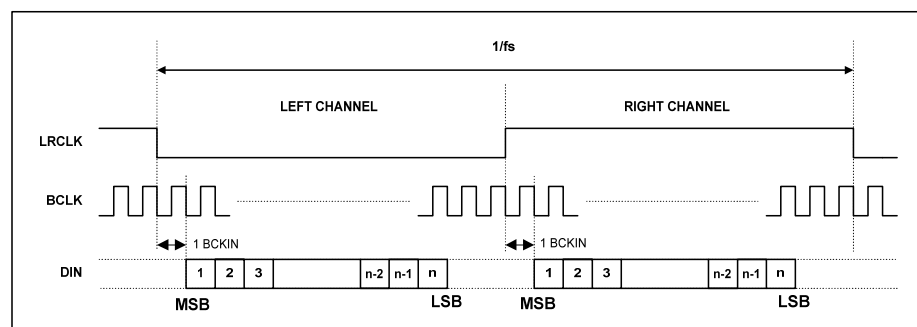 1/fs
LEFT CHANNEL RIGHT CHANNEL
LRCLK
BCLK
1 BCKIN 1 BCKIN
DIN 1 2 3 n-2 n-1 n 1 2 3 n-2 n-1 n
MSB LSB MSB LSB